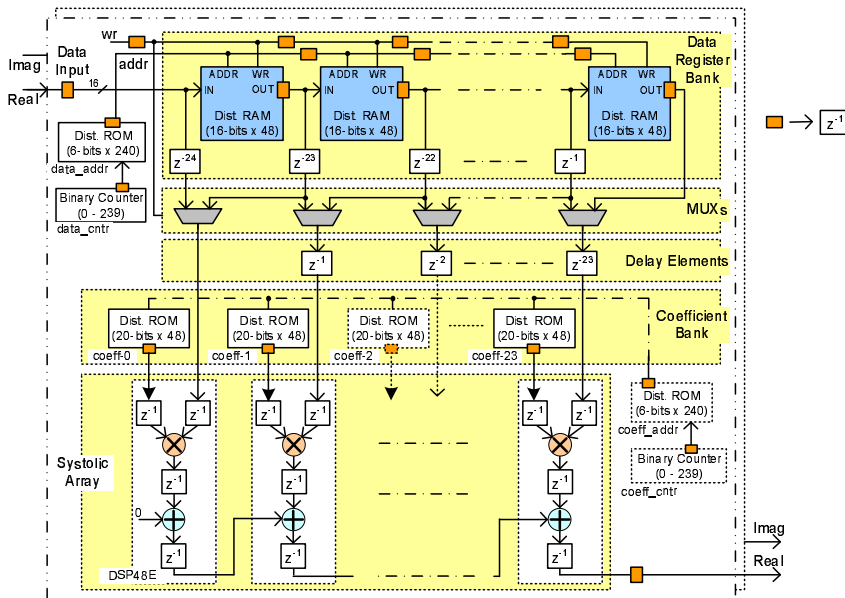 wr
Imag
Data
Input
addr
Real
16
ADDR WR
IN OUT
Dist. RAM
(16-bits x 48)
ADDR WR
IN OUT
Dist. RAM
(16-bits x 48)
ADDR WR
IN OUT
Dist. RAM
(16-bits x 48)
Data
Register
Bank
z-1
Dist. ROM
(6-bits x 240)
data_addr
Binary Counter
(0 - 239)
data_cntr
z-24
z-23
z-22
z-1
MUXs
z-1
z-2
z-23
Delay Elements
Dist. ROM
(20-bits x 48)
coeff-0
Dist. ROM
(20-bits x 48)
coeff-1
Dist. ROM
(20-bits x 48)
coeff-2
Dist. ROM
(20-bits x 48)
coeff-23
Coefficient
Bank
Dist. ROM
(6-bits x 240)
coeff_addr
Binary Counter
(0 - 239)
coeff_cntr
Systolic
Array
z-1 z-1
z-1
0
z-1
DSP48E
z-1 z-1
z-1
z-1
z-1 z-1
z-1
z-1
Imag
Real